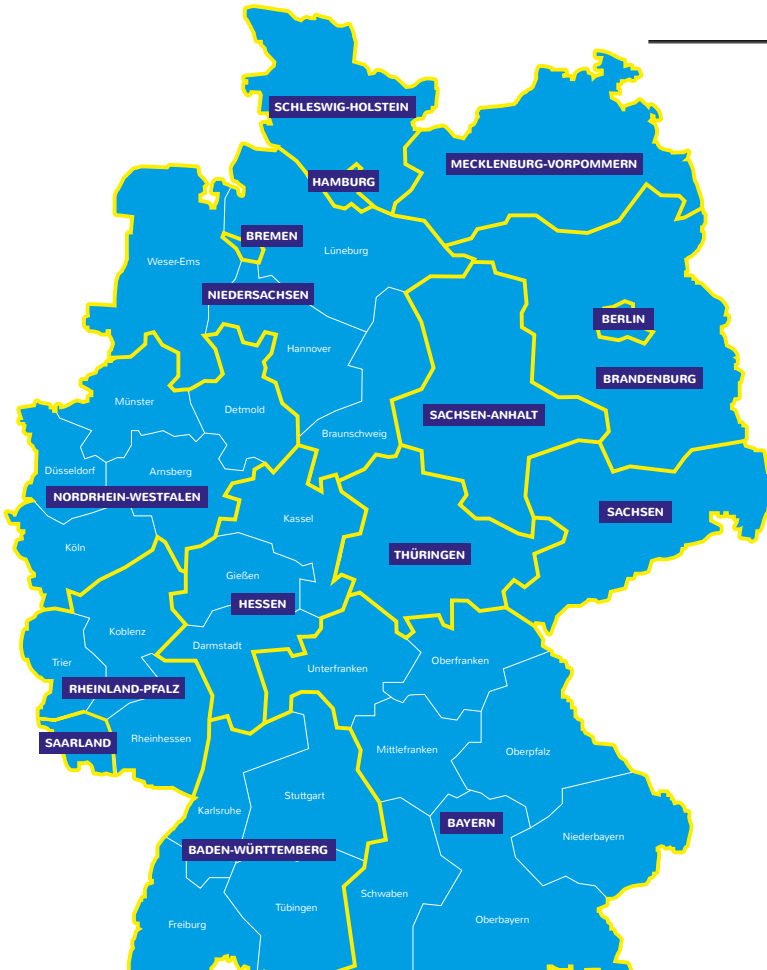 SCHLESWIG-HOLSTEIN
MECKLENBURG-VORPOMMERN
HAMBURG
BREMEN
Lüneburg
Weser-Ems
NIEDERSACHSEN
BERLIN
Hannover
BRANDENBURG
Münster
Detmold
SACHSEN-ANHALT
Braunschweig
Düsseldorf
Arnsberg
NORDRHEIN-WESTFALEN
SACHSEN
Kassel
Köln
THÜRINGEN
Gießen
HESSEN
Koblenz
Darmstadt
Trier
Unterfranken
Oberfranken
RHEINLAND-PFALZ
SAARLAND
Rheinhessen
Mittlefranken
Oberpfalz
Stuttgart
Karlsruhe
BAYERN
Niederbayern
BADEN-WÜRTTEMBERG
Schwaben
Tübingen
Oberbayern
Freiburg